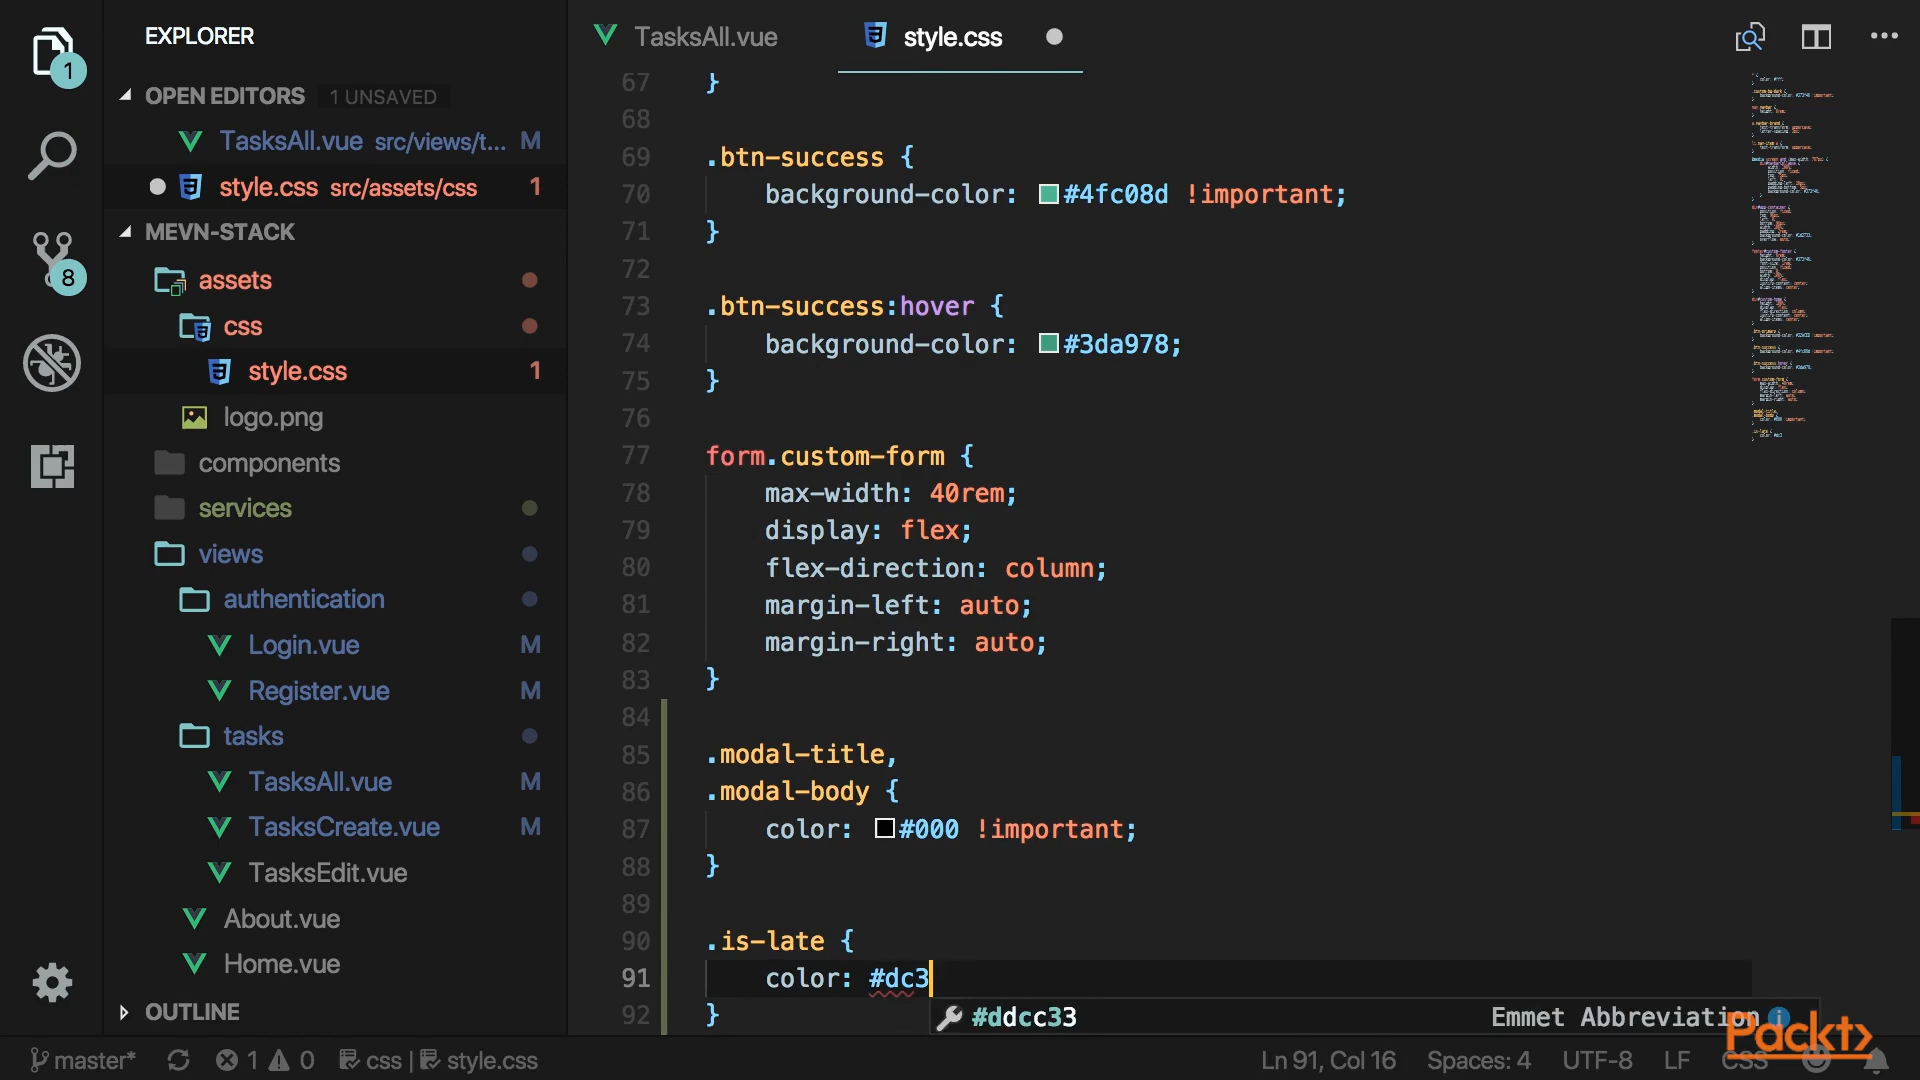 EXPLORER
OPEN EDITORS 1 UNSAVED
TasksAll.vue src/views/t... M
style.css src/assets/css 1
MEVN-STACK
assets
css
style.css 1
logo.png
components
services
views
authentication
Login.vue M
Register.vue M
tasks
TasksAll.vue M
TasksCreate.vue M
TasksEdit.vue
About.vue
Home.vue
OUTLINE
1
8
TasksAll.vue
style.css
67 }
68
69 .btn-success {
70 background-color: #4fc08d !important;
71 }
72
73 .btn-success:hover {
74 background-color: #3da978;
75 }
76
77 form.custom-form {
78 max-width: 40rem;
79 display: flex;
80 flex-direction: column;
81 margin-left: auto;
82 margin-right: auto;
83 }
84
85 .modal-title,
86 .modal-body {
87 color: #000 !important;
88 }
89
90 .is-late {
91 color: #dc3
92 }
#ddcc33 Emmet Abbreviation
Packt>
master* 1 0 css | style.css Ln 91, Col 16 Spaces: 4 UTF-8 LF CSS